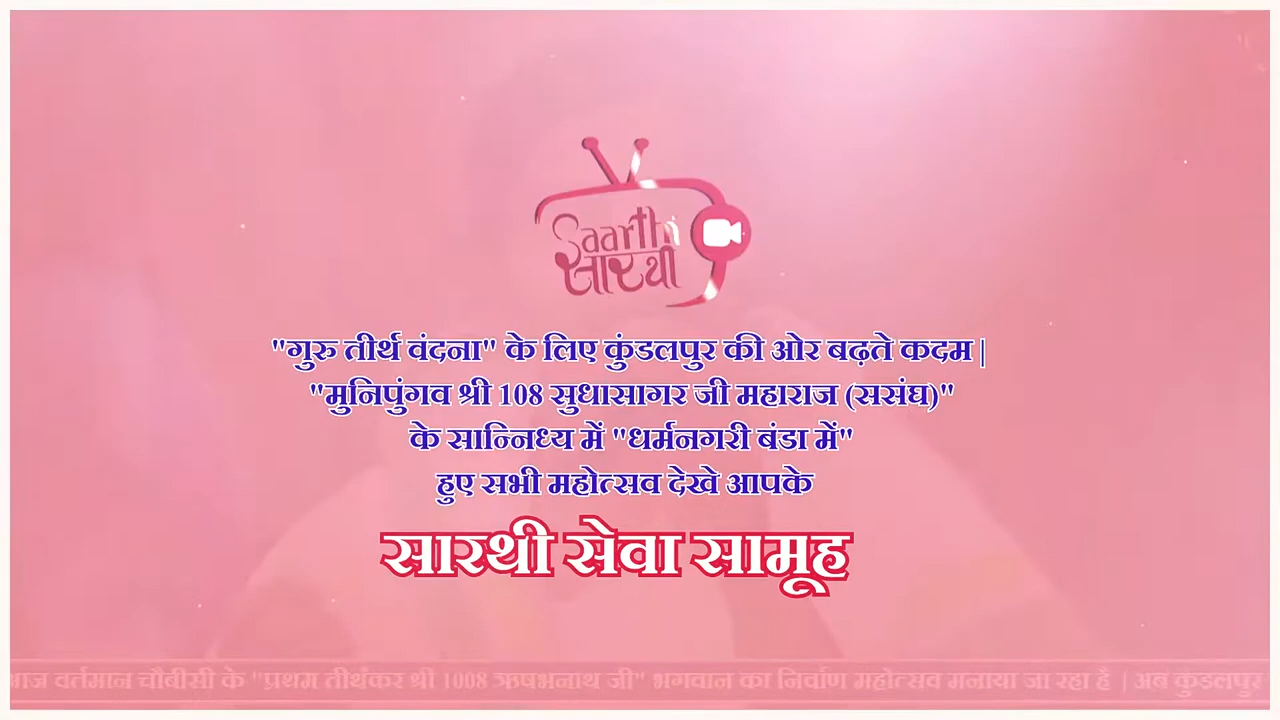 Saarthi
सारथी
"गुरु तीर्थ वंदना" के लिए कुंडलपुर की ओर बढ़ते कदम |
"मुनिपुंगव श्री 108 सुधासागर जी महाराज (ससंघ)"
के सान्निध्य में "धर्मनगरी बंडा में"
हुए सभी महोत्सव देखे आपके
सारथी सेवा सामूह
आज वर्तमान चौबीसी के "प्रथम तीर्थंकर श्री 1008 ऋषभनाथ जी" भगवान का निर्वाण महोत्सव मनाया जा रहा है | अब कुंडलपुर